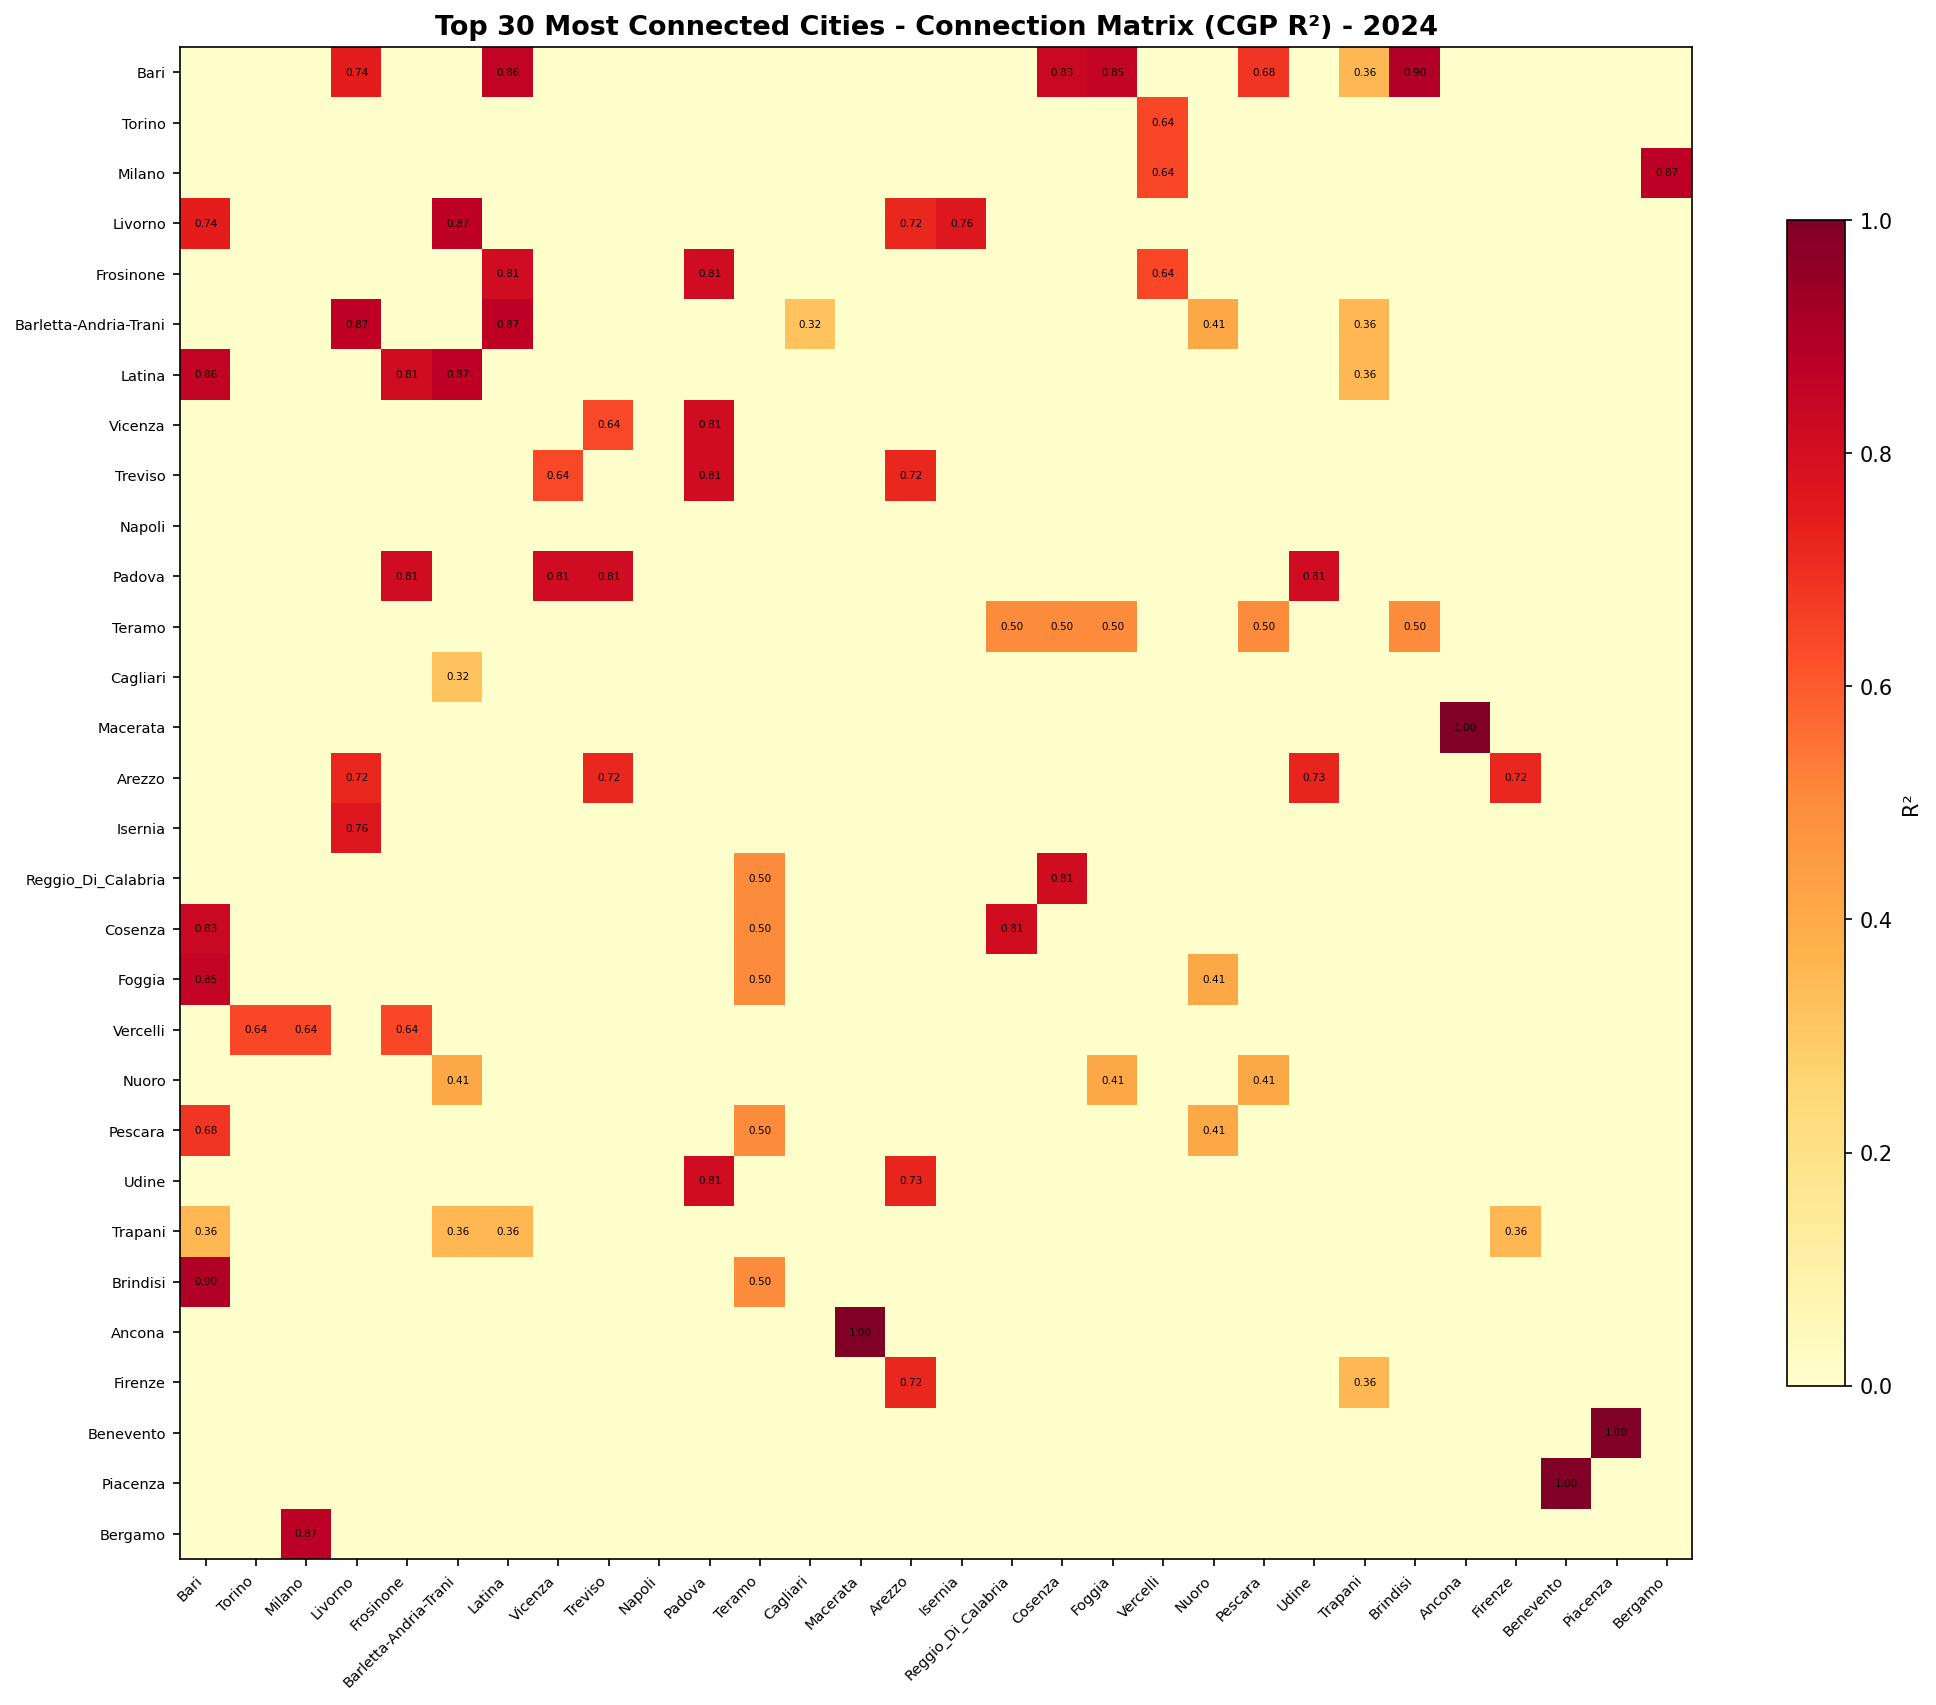 Top 30 Most Connected Cities - Connection Matrix (CGP R²) - 2024
Bari 0.74 0.86 0.83 0.85 0.68 0.36 0.90
Torino 0.64
Milano 0.64 0.87
Livorno 0.74 0.87 0.72 0.76
Frosinone 0.81 0.81 0.64
Barletta-Andria-Trani 0.87 0.87 0.32 0.41 0.36
Latina 0.86 0.81 0.87 0.36
Vicenza 0.64 0.81
Treviso 0.64 0.81 0.72
Napoli
Padova 0.81 0.81 0.81 0.81
Teramo 0.50 0.50 0.50 0.50 0.50
Cagliari 0.32
Macerata 1.00
Arezzo 0.72 0.72 0.73 0.72
Isernia 0.76
Reggio_Di_Calabria 0.50 0.81
Cosenza 0.83 0.50 0.81
Foggia 0.85 0.50 0.41
Vercelli 0.64 0.64 0.64
Nuoro 0.41 0.41 0.41
Pescara 0.68 0.50 0.41
Udine 0.81 0.73
Trapani 0.36 0.36 0.36 0.36
Brindisi 0.90 0.50
Ancona 1.00
Firenze 0.72 0.36
Benevento 1.00
Piacenza 1.00
Bergamo 0.87
Bari
Torino
Milano
Livorno
Frosinone
Barletta-Andria-Trani
Latina
Vicenza
Treviso
Napoli
Padova
Teramo
Cagliari
Macerata
Arezzo
Isernia
Reggio_Di_Calabria
Cosenza
Foggia
Vercelli
Nuoro
Pescara
Udine
Trapani
Brindisi
Ancona
Firenze
Benevento
Piacenza
Bergamo
1.0
0.8
0.6
0.4
0.2
0.0
R²